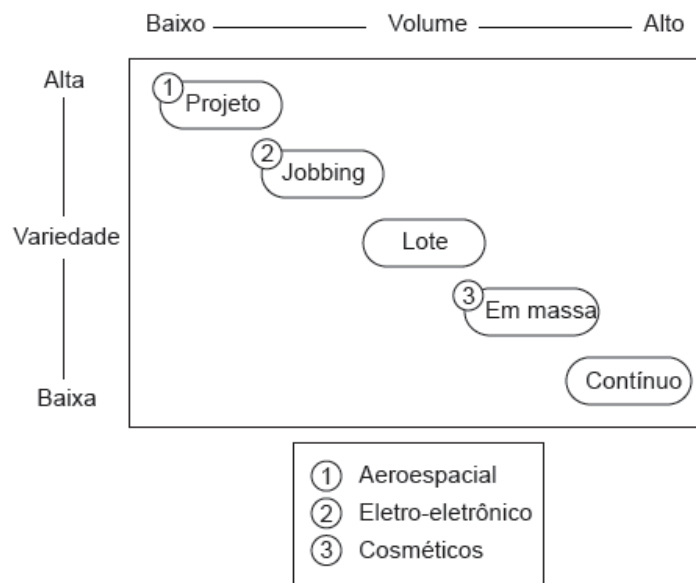 Baixo Volume Alto
Alta
1 Projeto
2 Jobbing
Variedade
Lote
3 Em massa
Contínuo
Baixa
1 Aeroespacial
2 Eletro-eletrônico
3 Cosméticos